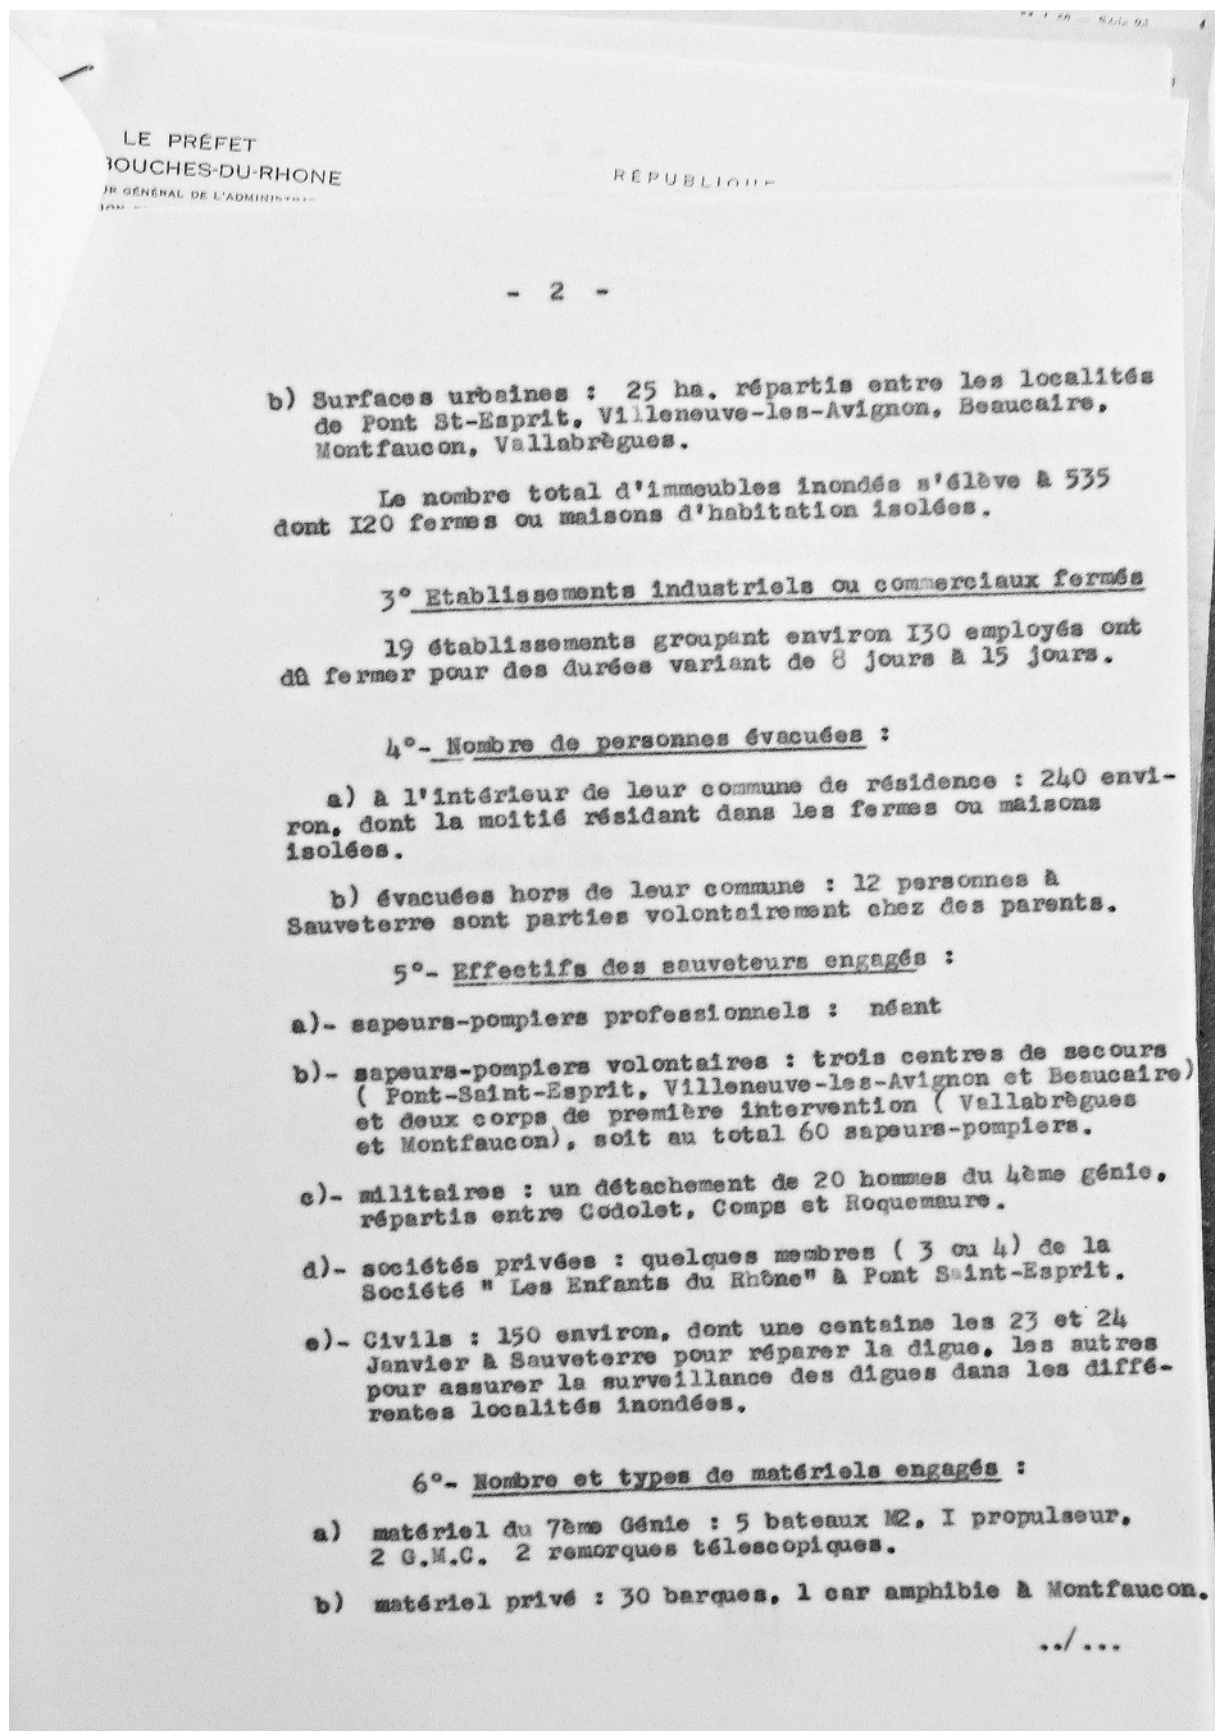 LE PRÉFET
BOUCHES-DU-RHONE
RÉPUBLIQUE
GÉNÉRAL DE L'ADMINISTR
- 2 -
b) Surfaces urbaines : 25 ha. répartis entre les localités
de Pont St-Esprit, Villeneuve-les-Avignon, Beaucaire,
Montfaucon, Vallabrègues.
Le nombre total d'immeubles inondés s'élève à 535
dont I20 fermes ou maisons d'habitation isolées.
3° Etablissements industriels ou commerciaux fermés
19 établissements groupant environ I30 employés ont
dû fermer pour des durées variant de 8 jours à 15 jours.
4°- Nombre de personnes évacuées :
a) à l'intérieur de leur commune de résidence : 240 envi-
ron, dont la moitié résidant dans les fermes ou maisons
isolées.
b) évacuées hors de leur commune : 12 personnes à
Sauveterre sont parties volontairement chez des parents.
5°- Effectifs des sauveteurs engagés :
a)- sapeurs-pompiers professionnels : néant
b)- sapeurs-pompiers volontaires : trois centres de secours
( Pont-Saint-Esprit, Villeneuve-les-Avignon et Beaucaire)
et deux corps de première intervention ( Vallabrègues
et Montfaucon), soit au total 60 sapeurs-pompiers.
c)- militaires : un détachement de 20 hommes du 4ème génie,
répartis entre Codolet, Comps et Roquemaure.
d)- sociétés privées : quelques membres ( 3 ou 4) de la
Société " Les Enfants du Rhône" à Pont Saint-Esprit.
e)- Civils : 150 environ, dont une centaine les 23 et 24
Janvier à Sauveterre pour réparer la digue, les autres
pour assurer la surveillance des digues dans les diffé-
rentes localités inondées.
6°- Nombre et types de matériels engagés :
a) matériel du 7ème Génie : 5 bateaux M2, I propulseur,
2 G.M.C. 2 remorques télescopiques.
b) matériel privé : 30 barques, 1 car amphibie à Montfaucon.
../...